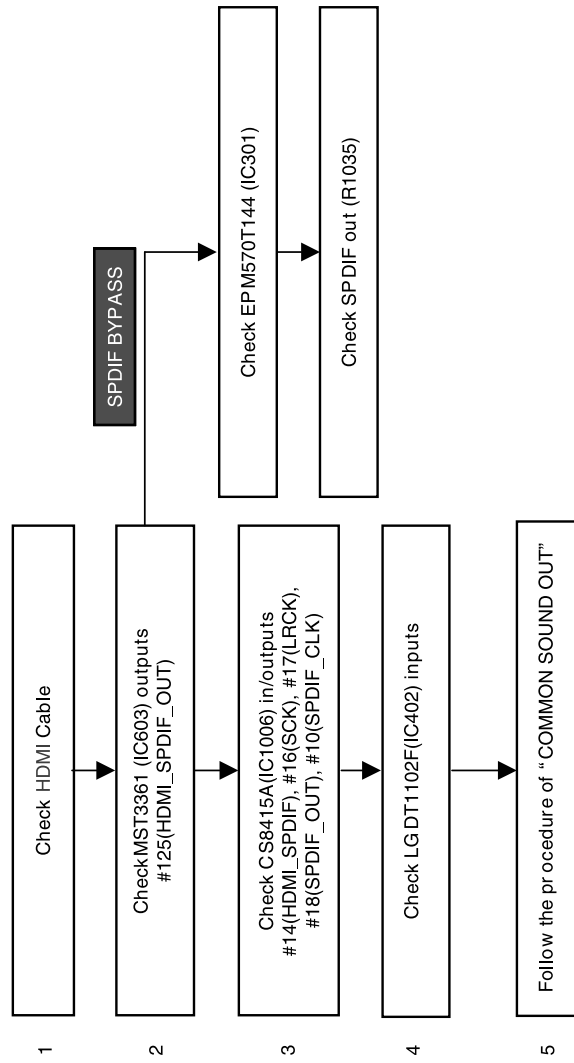 1
Check HDMI Cable
2
CheckMST3361 (IC603) outputs
#125(HDMI_SPDIF_OUT)
SPDIF BYPASS
3
Check CS8415A(IC1006) in/outputs
#14(HDMI_SPDIF), #16(SCK), #17(LRCK),
#18(SPDIF_OUT), #10(SPDIF_CLK)
Check EPM570T144 (IC301)
4
Check LGDT1102F(IC402) inputs
Check SPDIF out (R1035)
5
Follow the procedure of “ COMMON SOUND OUT”